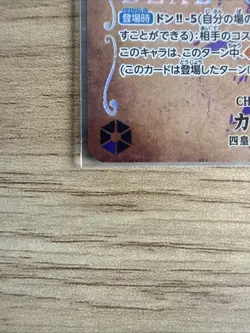 登場時 ドン!!-5(自分の場の
すことができる):相手のコス
このキャラは、このターン中、
(このカードは登場したターンに
CH
カ
四皇